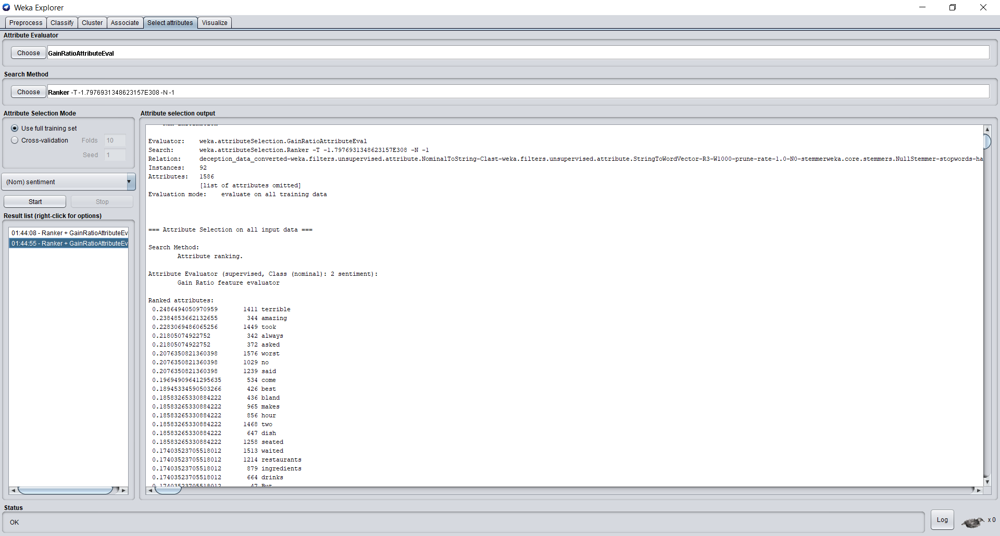 Weka Explorer
Preprocess Classify Cluster Associate Select attributes Visualize
Attribute Evaluator
Choose GainRatioAttributeEval
Search Method
Choose Ranker -T -1.7976931348623157E308 -N -1
Attribute Selection Mode
Use full training set
Cross-validation Folds 10
Seed 1
(Nom) sentiment
Start Stop
Result list (right-click for options)
01:44:08 - Ranker + GainRatioAttributeEv
01:44:55 - Ranker + GainRatioAttributeEv
Attribute selection output
Evaluator: weka.attributeSelection.GainRatioAttributeEval
Search: weka.attributeSelection.Ranker -T -1.7976931348623157E308 -N -1
Relation: deception_data_converted-weka.filters.unsupervised.attribute.NominalToString-Clast-weka.filters.unsupervised.attribute.StringToWordVector-R3-W1000-prune-rate-1.0-N0-stemmerweka.core.stemmers.NullStemmer-stopwords-ha
Instances: 92
Attributes: 1586
[list of attributes omitted]
Evaluation mode: evaluate on all training data
=== Attribute Selection on all input data ===
Search Method:
Attribute ranking.
Attribute Evaluator (supervised, Class (nominal): 2 sentiment):
Gain Ratio feature evaluator
Ranked attributes:
0.2486494050970959 1411 terrible
0.2384853662132655 344 amazing
0.2283069486065256 1449 took
0.21805074922752 342 always
0.21805074922752 372 asked
0.2076350821360398 1576 worst
0.2076350821360398 1029 no
0.2076350821360398 1239 said
0.19694909641295635 534 come
0.18945334590503266 426 best
0.18583265330884222 436 bland
0.18583265330884222 965 makes
0.18583265330884222 856 hour
0.18583265330884222 1468 two
0.18583265330884222 647 dish
0.18583265330884222 1258 seated
0.17403523705518012 1513 waited
0.17403523705518012 1214 restaurants
0.17403523705518012 879 ingredients
0.17403523705518012 664 drinks
0.17403523705518012 47 But
Status
OK
Log
x 0